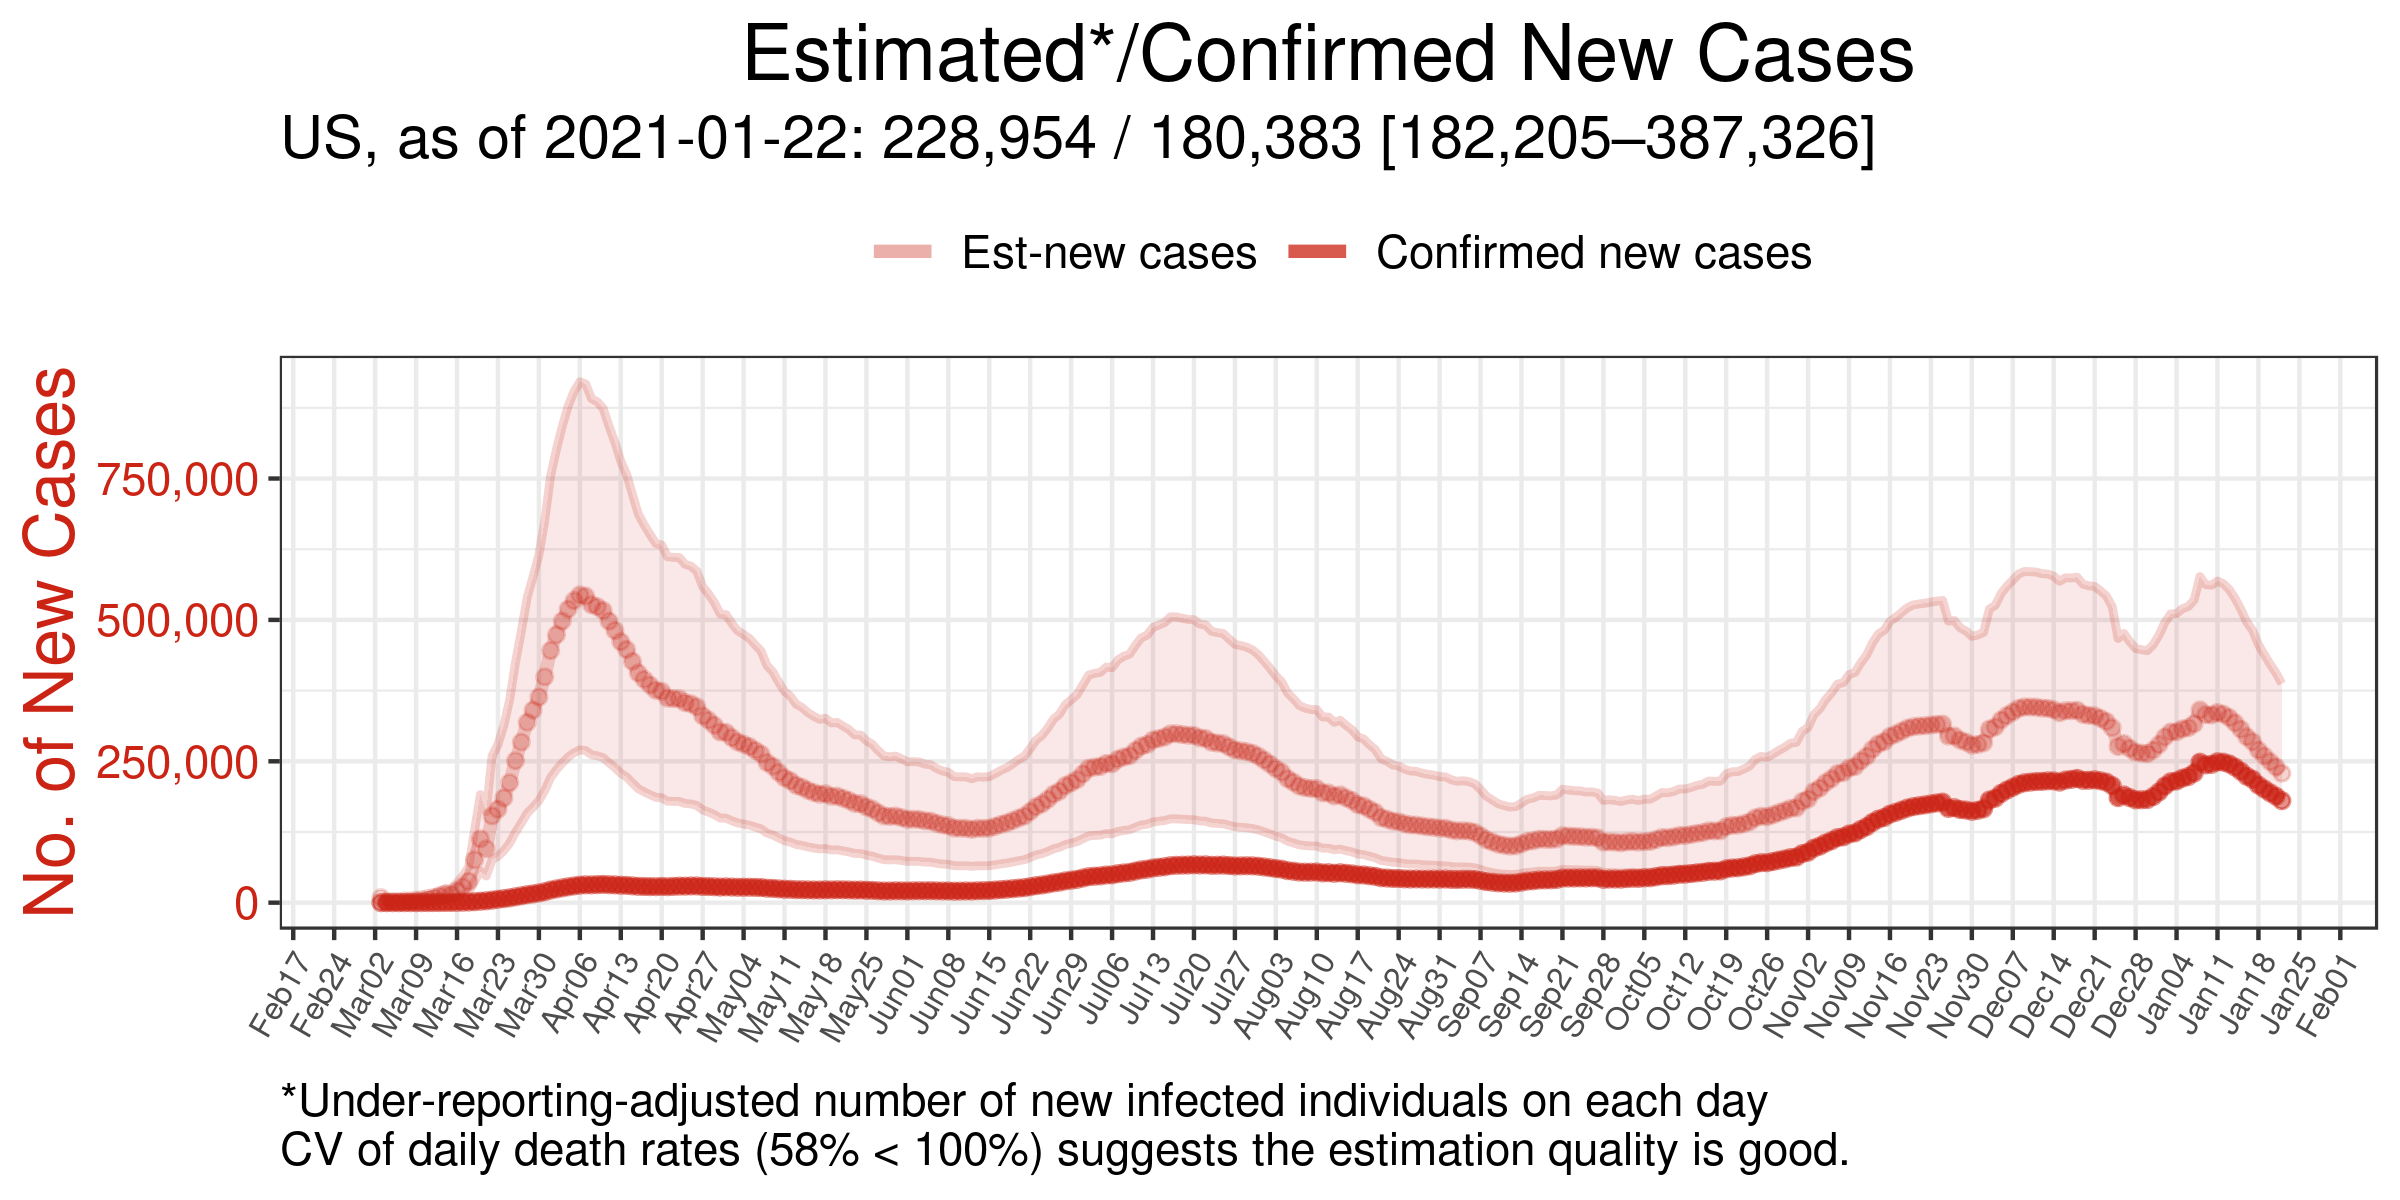 Estimated*/Confirmed New Cases
US, as of 2021-01-22: 228,954 / 180,383 [182,205–387,326]
Est-new cases Confirmed new cases
No. of New Cases
750,000
500,000
250,000
0
Feb17 Feb24 Mar02 Mar09 Mar16 Mar23 Mar30 Apr06 Apr13 Apr20 Apr27 May04 May11 May18 May25 Jun01 Jun08 Jun15 Jun22 Jun29 Jul06 Jul13 Jul20 Jul27 Aug03 Aug10 Aug17 Aug24 Aug31 Sep07 Sep14 Sep21 Sep28 Oct05 Oct12 Oct19 Oct26 Nov02 Nov09 Nov16 Nov23 Nov30 Dec07 Dec14 Dec21 Dec28 Jan04 Jan11 Jan18 Jan25 Feb01
*Under-reporting-adjusted number of new infected individuals on each day
CV of daily death rates (58% < 100%) suggests the estimation quality is good.